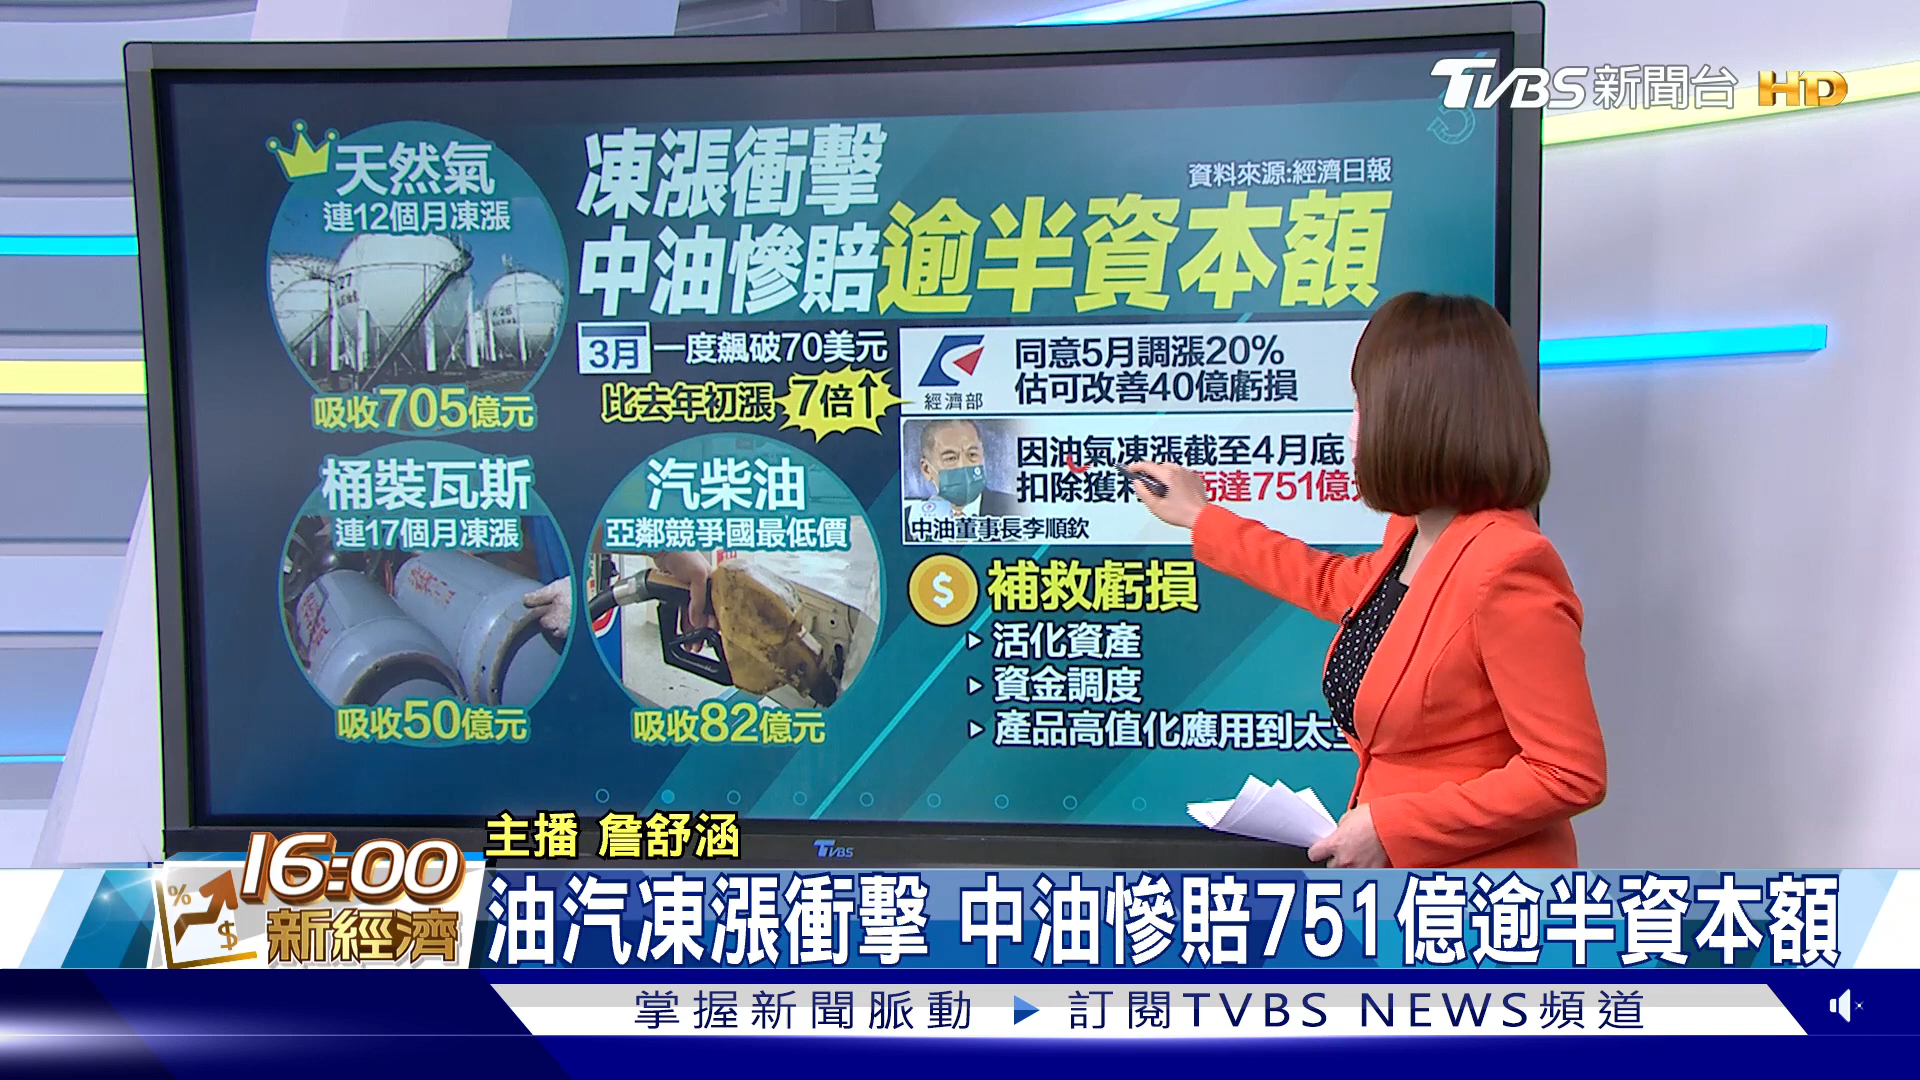 TVBS新聞台 HD
天然氣
連12個月凍漲
吸收705億元
凍漲衝擊
中油慘賠逾半資本額
資料來源:經濟日報
3月 一度飆破70美元
比去年初漲 7倍↑
經濟部
同意5月調漲20%
估可改善40億虧損
因油氣凍漲截至4月底
扣除獲利 虧達751億
中油董事長李順欽
桶裝瓦斯
連17個月凍漲
吸收50億元
汽柴油
亞鄰競爭國最低價
吸收82億元
$ 補救虧損
▸ 活化資產
▸ 資金調度
▸ 產品高值化應用到太
TVBS
主播 詹舒涵
% $
16:00
新經濟
油汽凍漲衝擊 中油慘賠751億逾半資本額
掌握新聞脈動 ▶ 訂閱TVBS NEWS頻道